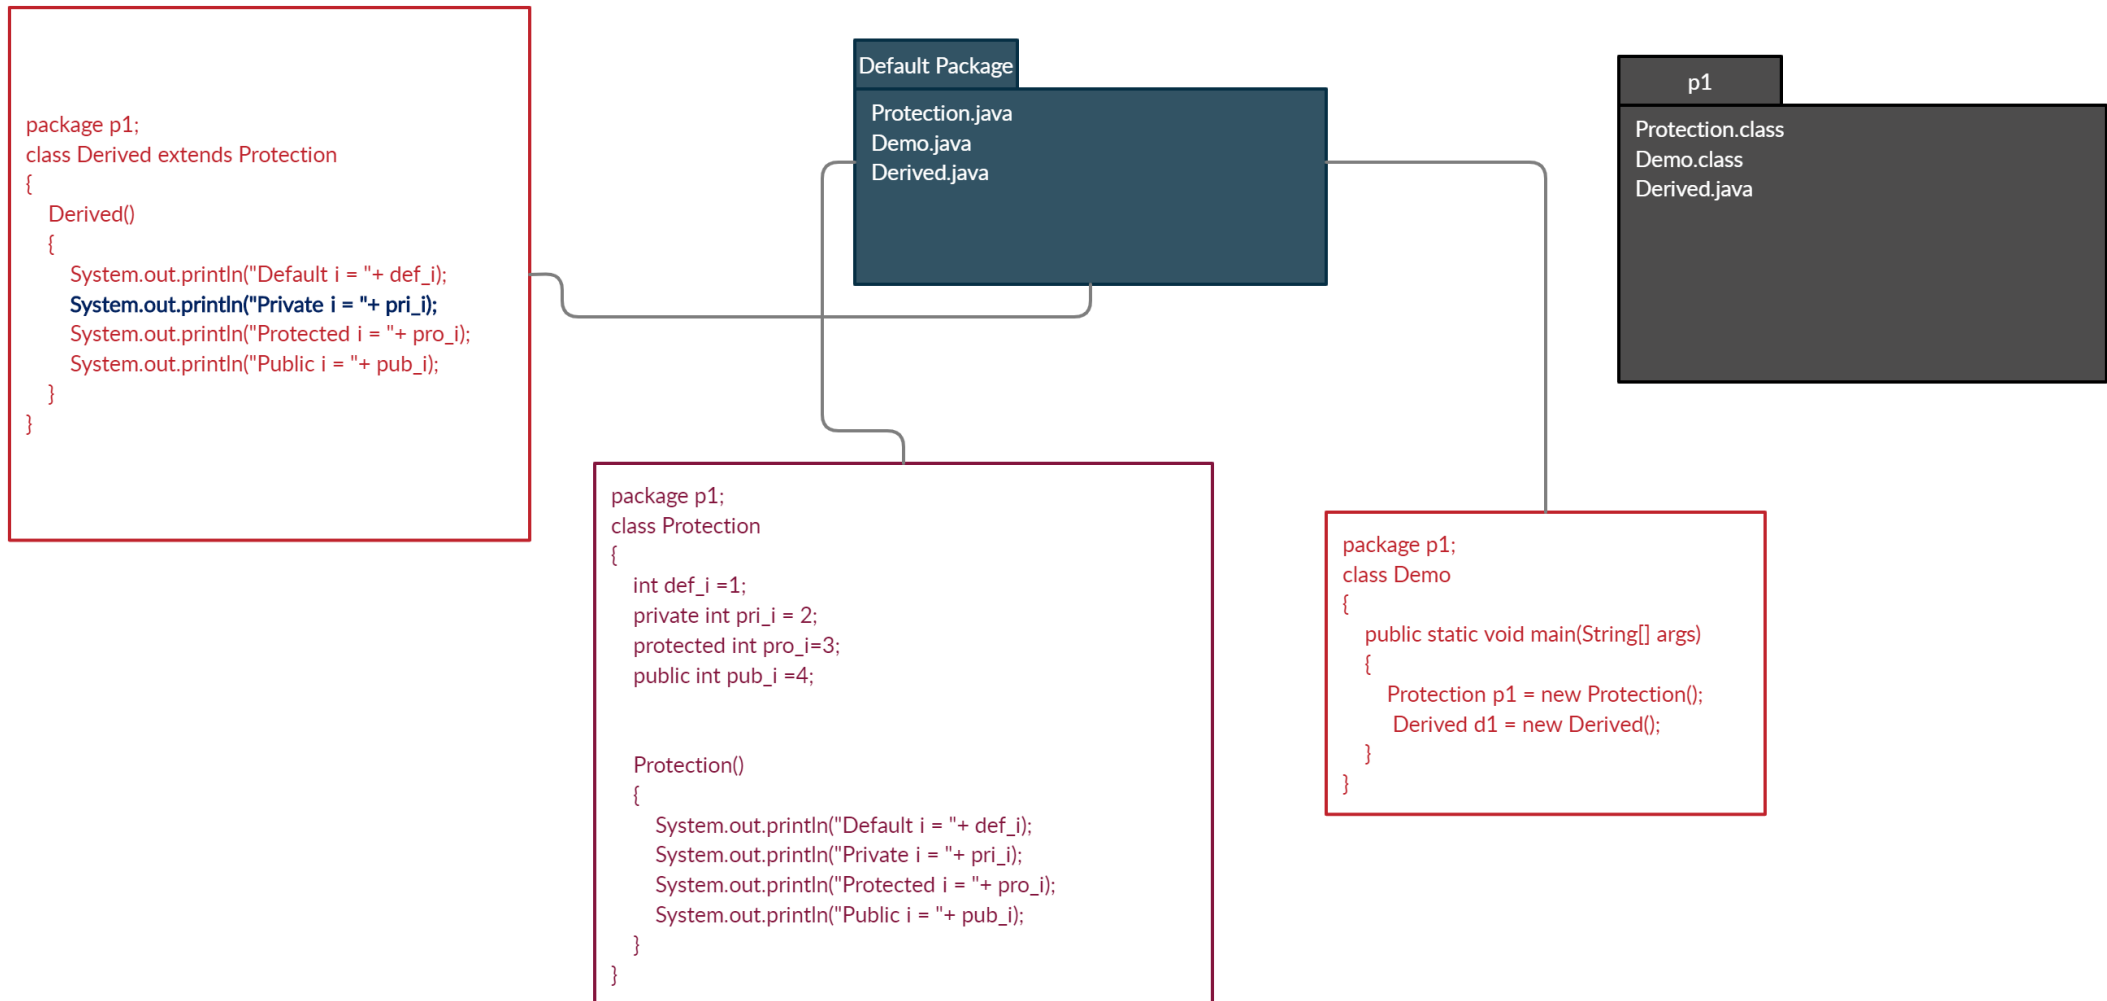 package p1;
class Derived extends Protection
{
Derived()
{
System.out.println("Default i = "+ def_i);
System.out.println("Private i = "+ pri_i);
System.out.println("Protected i = "+ pro_i);
System.out.println("Public i = "+ pub_i);
}
}
Default Package
Protection.java
Demo.java
Derived.java
p1
Protection.class
Demo.class
Derived.java
package p1;
class Protection
{
int def_i =1;
private int pri_i = 2;
protected int pro_i=3;
public int pub_i =4;
Protection()
{
System.out.println("Default i = "+ def_i);
System.out.println("Private i = "+ pri_i);
System.out.println("Protected i = "+ pro_i);
System.out.println("Public i = "+ pub_i);
}
}
package p1;
class Demo
{
public static void main(String[] args)
{
Protection p1 = new Protection();
Derived d1 = new Derived();
}
}